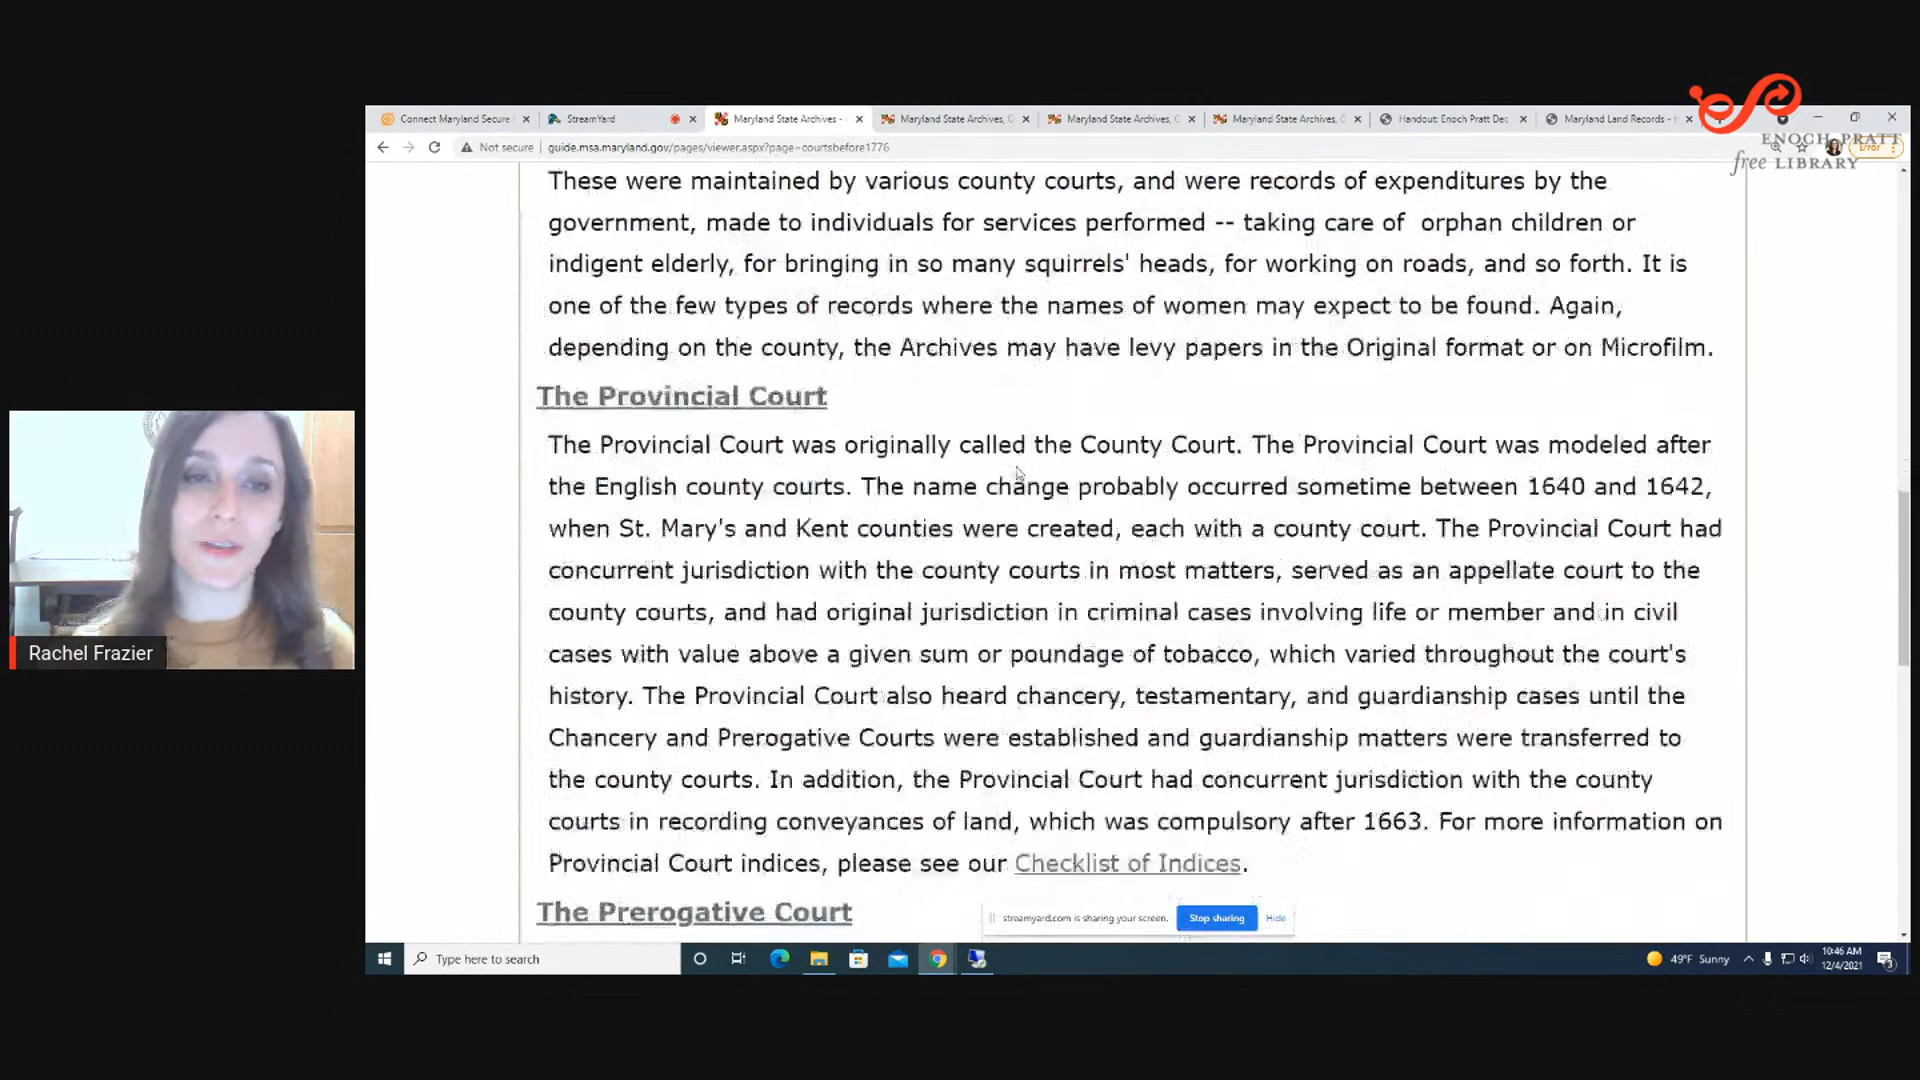 Connect Maryland Secure
StreamYard
Maryland State Archives -
Maryland State Archives, G
Maryland State Archives, G
Maryland State Archives, G
Handout: Enoch Pratt Dec
Maryland Land Records -
ENOCH PRATT
free LIBRARY
Not secure
guide.msa.maryland.gov/pages/viewer.aspx?page=courtsbefore1776
Error
These were maintained by various county courts, and were records of expenditures by the
government, made to individuals for services performed -- taking care of orphan children or
indigent elderly, for bringing in so many squirrels' heads, for working on roads, and so forth. It is
one of the few types of records where the names of women may expect to be found. Again,
depending on the county, the Archives may have levy papers in the Original format or on Microfilm.
The Provincial Court
The Provincial Court was originally called the County Court. The Provincial Court was modeled after
the English county courts. The name change probably occurred sometime between 1640 and 1642,
when St. Mary's and Kent counties were created, each with a county court. The Provincial Court had
concurrent jurisdiction with the county courts in most matters, served as an appellate court to the
county courts, and had original jurisdiction in criminal cases involving life or member and in civil
cases with value above a given sum or poundage of tobacco, which varied throughout the court's
history. The Provincial Court also heard chancery, testamentary, and guardianship cases until the
Chancery and Prerogative Courts were established and guardianship matters were transferred to
the county courts. In addition, the Provincial Court had concurrent jurisdiction with the county
courts in recording conveyances of land, which was compulsory after 1663. For more information on
Provincial Court indices, please see our Checklist of Indices.
The Prerogative Court
Rachel Frazier
streamyard.com is sharing your screen.
Stop sharing
Hide
Type here to search
49°F Sunny
10:46 AM
12/4/2021
3